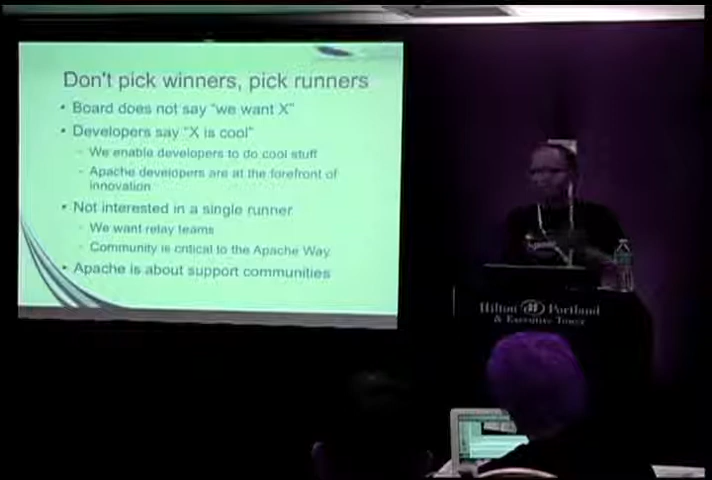 Don't pick winners, pick runners
• Board does not say "we want X"
• Developers say "X is cool"
– We enable developers to do cool stuff
– Apache developers are at the forefront of
innovation
• Not interested in a single runner
– We want relay teams
– Community is critical to the Apache Way
• Apache is about support communities
Hilton Portland
& Executive Tower